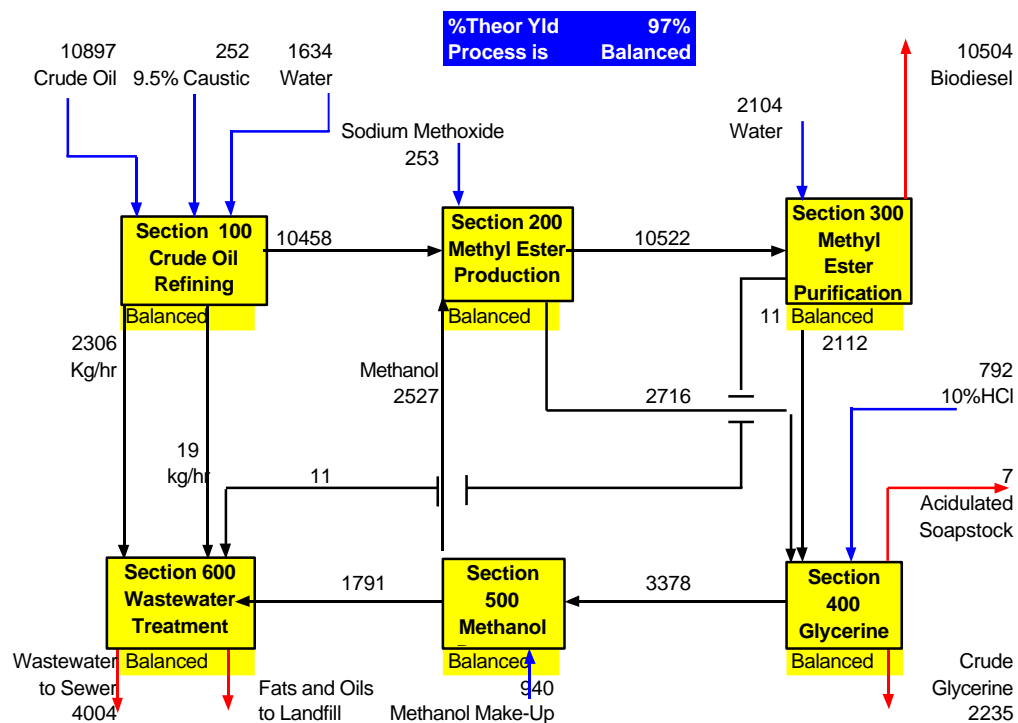 %Theor Yld 97%
Process is Balanced
10897
Crude Oil
252
9.5% Caustic
1634
Water
Sodium Methoxide
253
2104
Water
10504
Biodiesel
Section 100
Crude Oil
Refining
Balanced
10458
Section 200
Methyl Ester
Production
Balanced
10522
Section 300
Methyl
Ester
Purification
Balanced
11
2112
2306
Kg/hr
19
kg/hr
Methanol
2527
2716
792
10%HCl
11
7
Acidulated
Soapstock
Section 600
Wastewater
Treatment
Balanced
1791
Section
500
Methanol
Balanced
3378
Section
400
Glycerine
Balanced
Wastewater
to Sewer
4004
Fats and Oils
to Landfill
940
Methanol Make-Up
Crude
Glycerine
2235